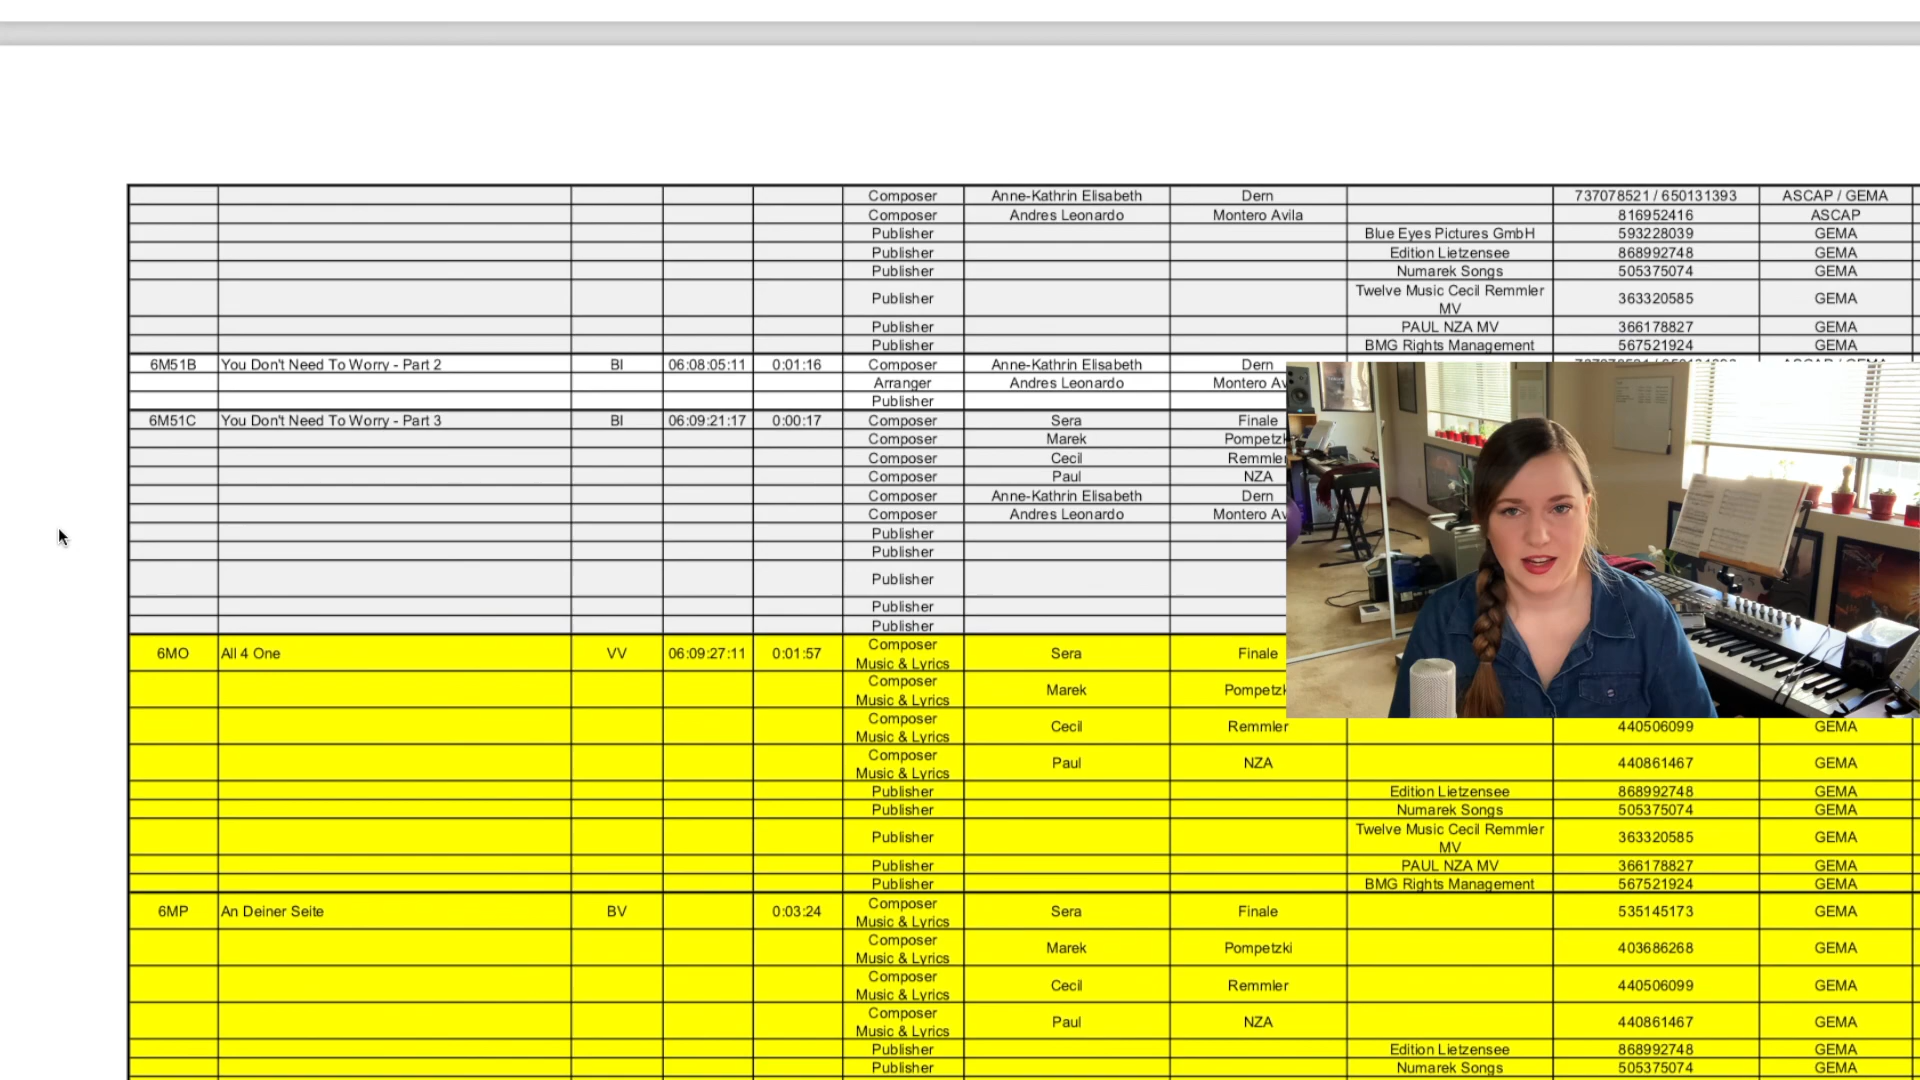 Composer Anne-Kathrin Elisabeth Dern 737078521 / 650131393 ASCAP / GEMA
Composer Andres Leonardo Montero Avila 816952416 ASCAP
Publisher Blue Eyes Pictures GmbH 593228039 GEMA
Publisher Edition Lietzensee 868992748 GEMA
Publisher Numarek Songs 505375074 GEMA
Publisher Twelve Music Cecil Remmler MV 363320585 GEMA
Publisher PAUL NZA MV 366178827 GEMA
Publisher BMG Rights Management 567521924 GEMA
6M51B You Don't Need To Worry - Part 2 BI 06:08:05:11 0:01:16 Composer Anne-Kathrin Elisabeth Dern
Arranger Andres Leonardo Montero
Publisher
6M51C You Don't Need To Worry - Part 3 BI 06:09:21:17 0:00:17 Composer Sera Finale
Composer Marek
Composer Cecil Remmler
Composer Paul NZA
Composer Anne-Kathrin Elisabeth Dern
Composer Andres Leonardo Montero
Publisher
Publisher
Publisher
Publisher
Publisher
6MO All 4 One VV 06:09:27:11 0:01:57 Composer Music & Lyrics Sera Finale
Composer Music & Lyrics Marek
Composer Music & Lyrics Cecil Remmler 440506099 GEMA
Composer Music & Lyrics Paul NZA 440861467 GEMA
Publisher Edition Lietzensee 868992748 GEMA
Publisher Numarek Songs 505375074 GEMA
Publisher Twelve Music Cecil Remmler MV 363320585 GEMA
Publisher PAUL NZA MV 366178827 GEMA
Publisher BMG Rights Management 567521924 GEMA
6MP An Deiner Seite BV 0:03:24 Composer Music & Lyrics Sera Finale 535145173 GEMA
Composer Music & Lyrics Marek Pompetzki 403686268 GEMA
Composer Music & Lyrics Cecil Remmler 440506099 GEMA
Composer Music & Lyrics Paul NZA 440861467 GEMA
Publisher Edition Lietzensee 868992748 GEMA
Publisher Numarek Songs 505375074 GEMA